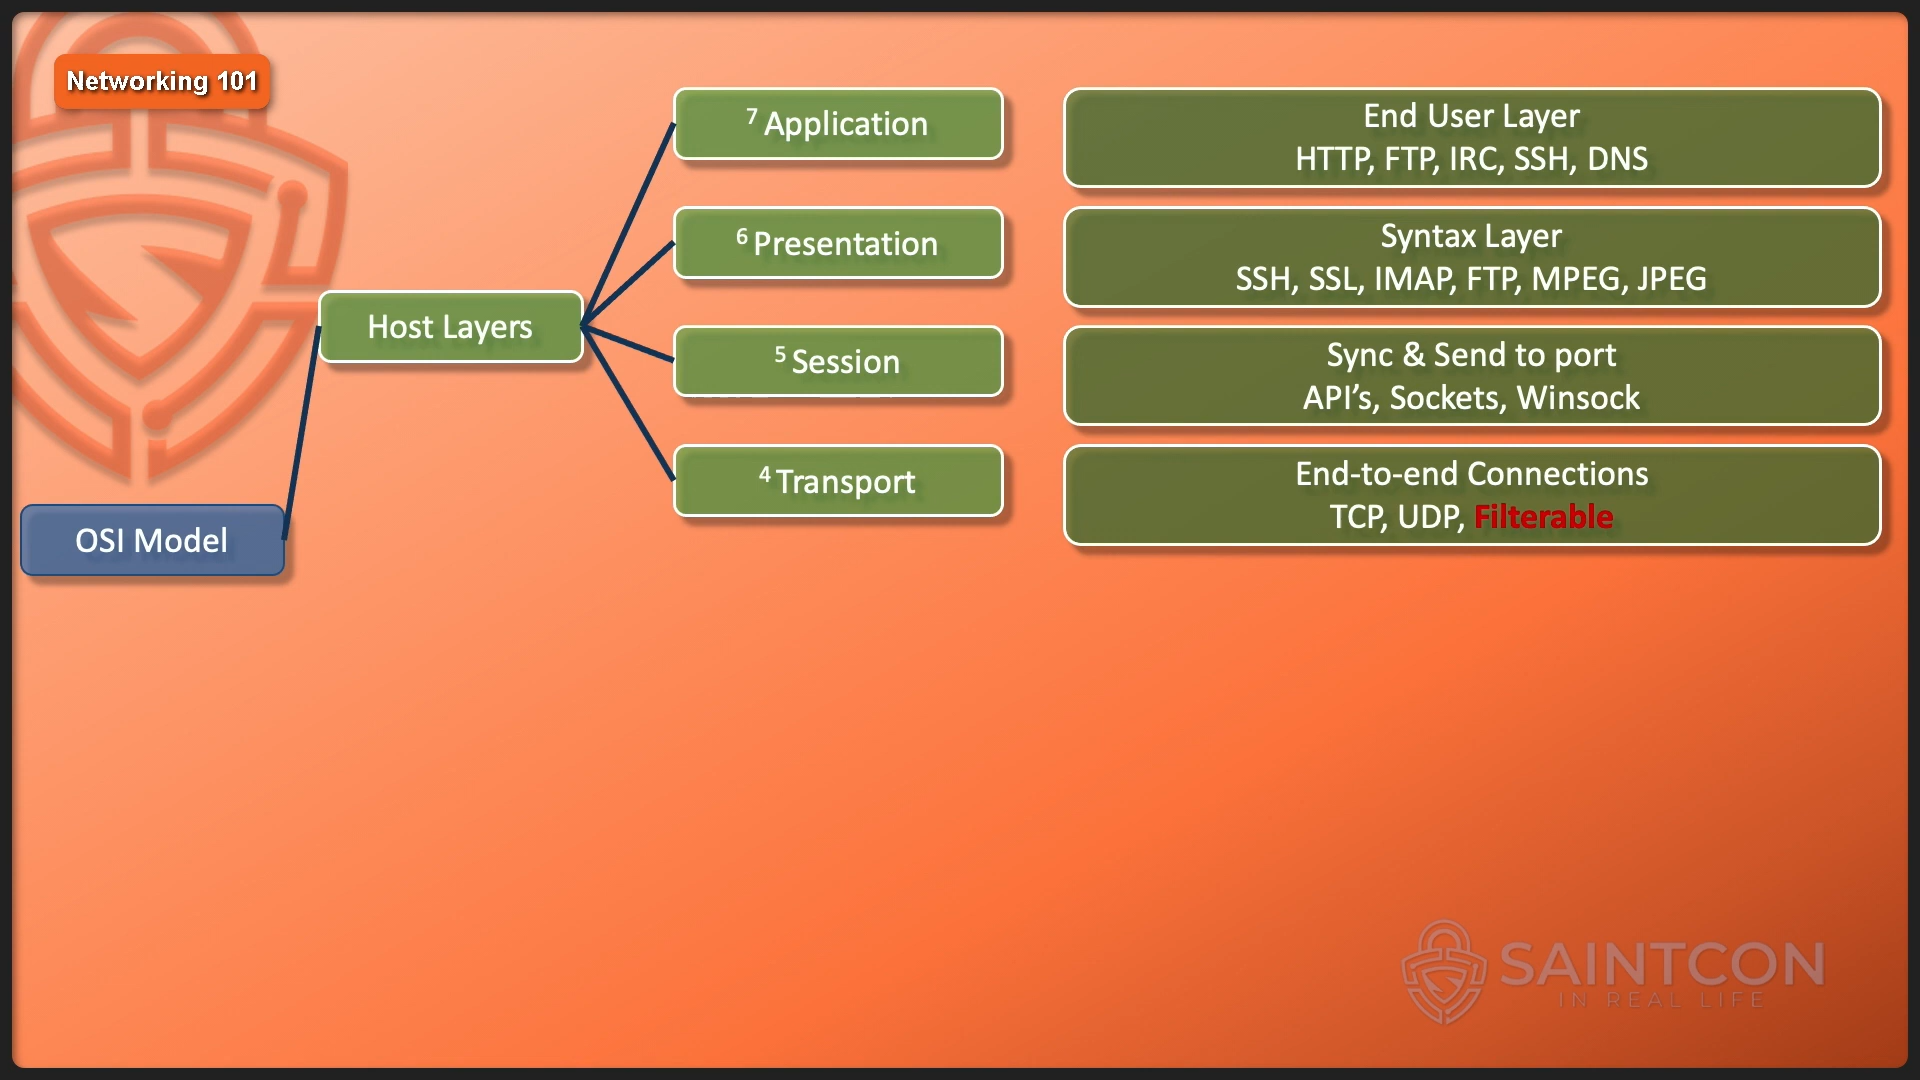 Networking 101
7 Application
End User Layer
HTTP, FTP, IRC, SSH, DNS
6 Presentation
Syntax Layer
SSH, SSL, IMAP, FTP, MPEG, JPEG
Host Layers
5 Session
Sync & Send to port
API’s, Sockets, Winsock
4 Transport
End-to-end Connections
TCP, UDP, Filterable
OSI Model
SAINTCON
IN REAL LIFE